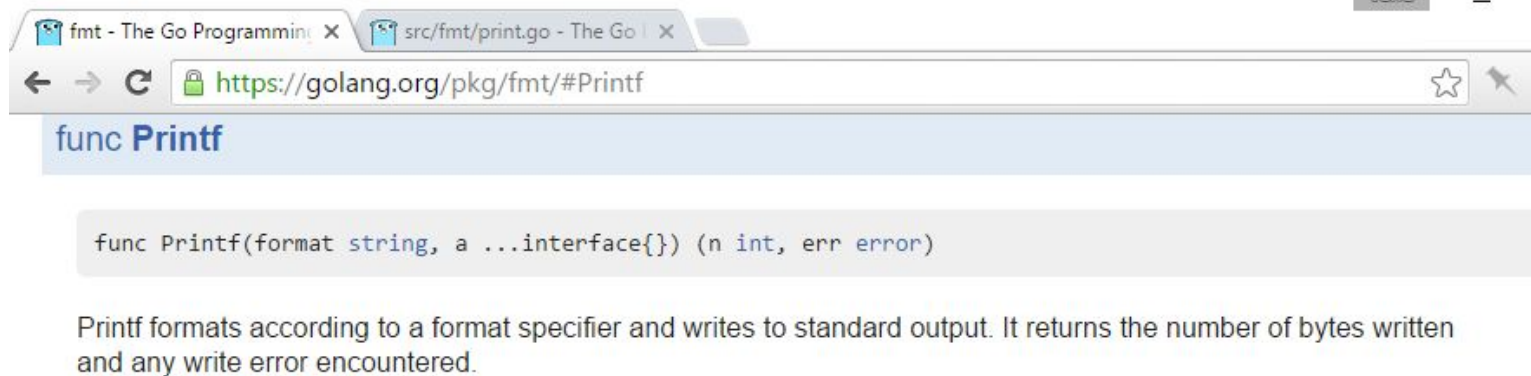 fmt - The Go Programming
src/fmt/print.go - The Go
https://golang.org/pkg/fmt/#Printf
func Printf
func Printf(format string, a ...interface{}) (n int, err error)
Printf formats according to a format specifier and writes to standard output. It returns the number of bytes written
and any write error encountered.